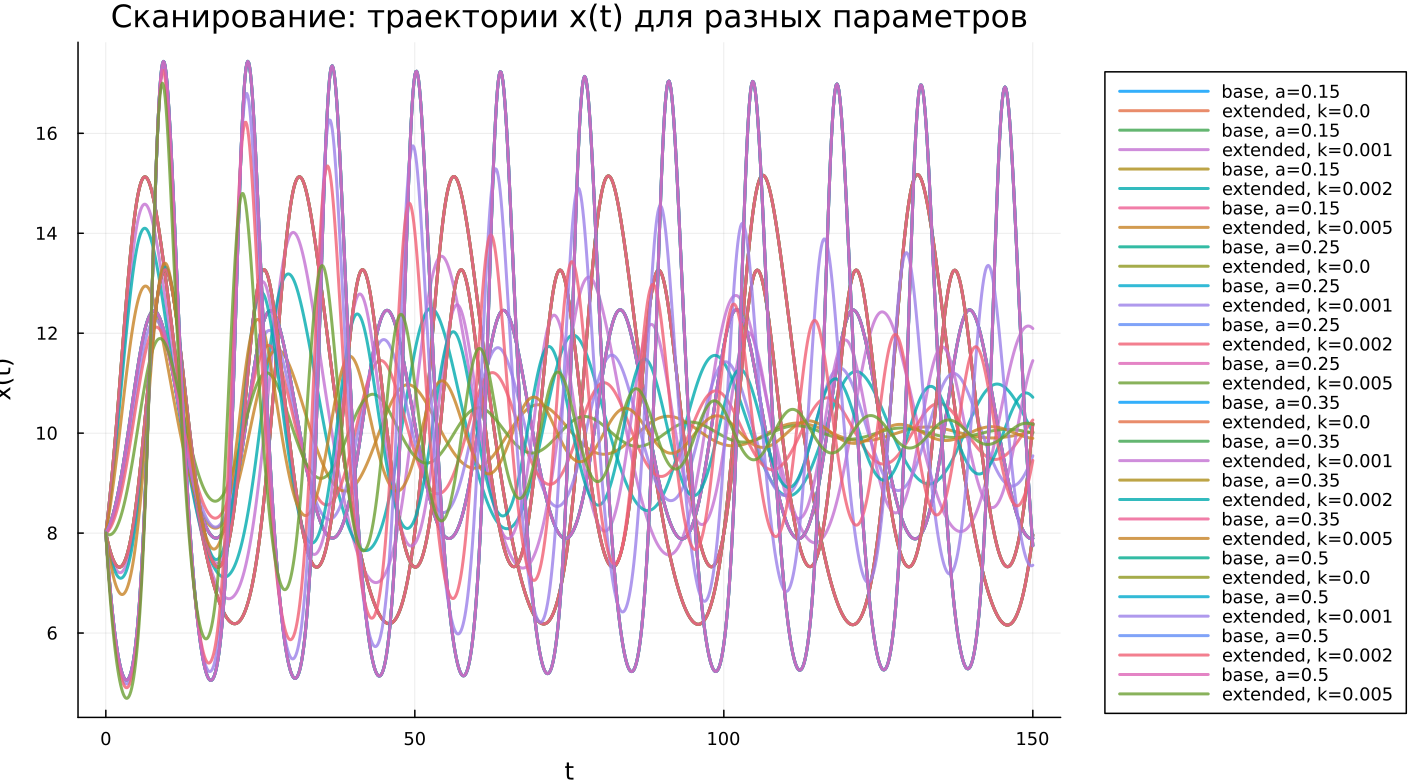 Сканирование: траектории x(t) для разных параметров
x(t)
16
14
12
10
8
6
0
50
100
150
t
base, a=0.15
extended, k=0.0
base, a=0.15
extended, k=0.001
base, a=0.15
extended, k=0.002
base, a=0.15
extended, k=0.005
base, a=0.25
extended, k=0.0
base, a=0.25
extended, k=0.001
base, a=0.25
extended, k=0.002
base, a=0.25
extended, k=0.005
base, a=0.35
extended, k=0.0
base, a=0.35
extended, k=0.001
base, a=0.35
extended, k=0.002
base, a=0.35
extended, k=0.005
base, a=0.5
extended, k=0.0
base, a=0.5
extended, k=0.001
base, a=0.5
extended, k=0.002
base, a=0.5
extended, k=0.005